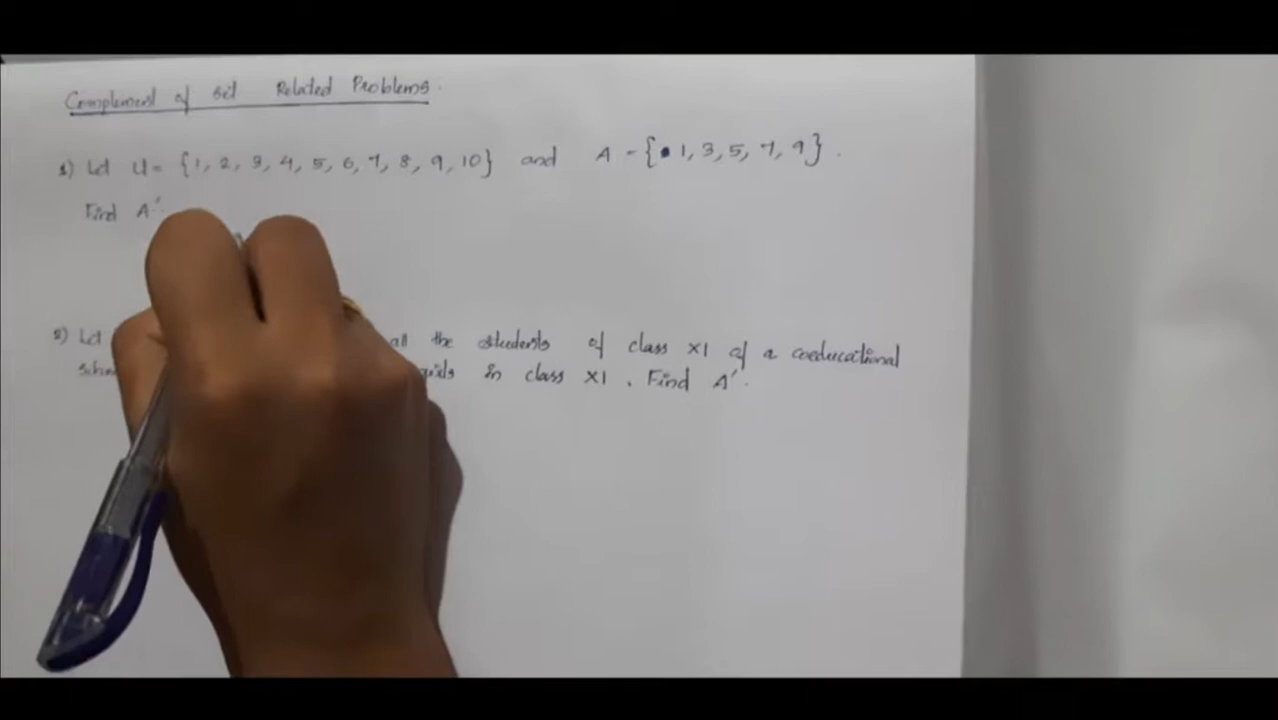 Complement of set Related Problems.
1) Let U = {1, 2, 3, 4, 5, 6, 7, 8, 9, 10} and A = {1, 3, 5, 7, 9}.
Find A'.
2) Let all the students of class XI of a coeducational
in class XI. Find A'.